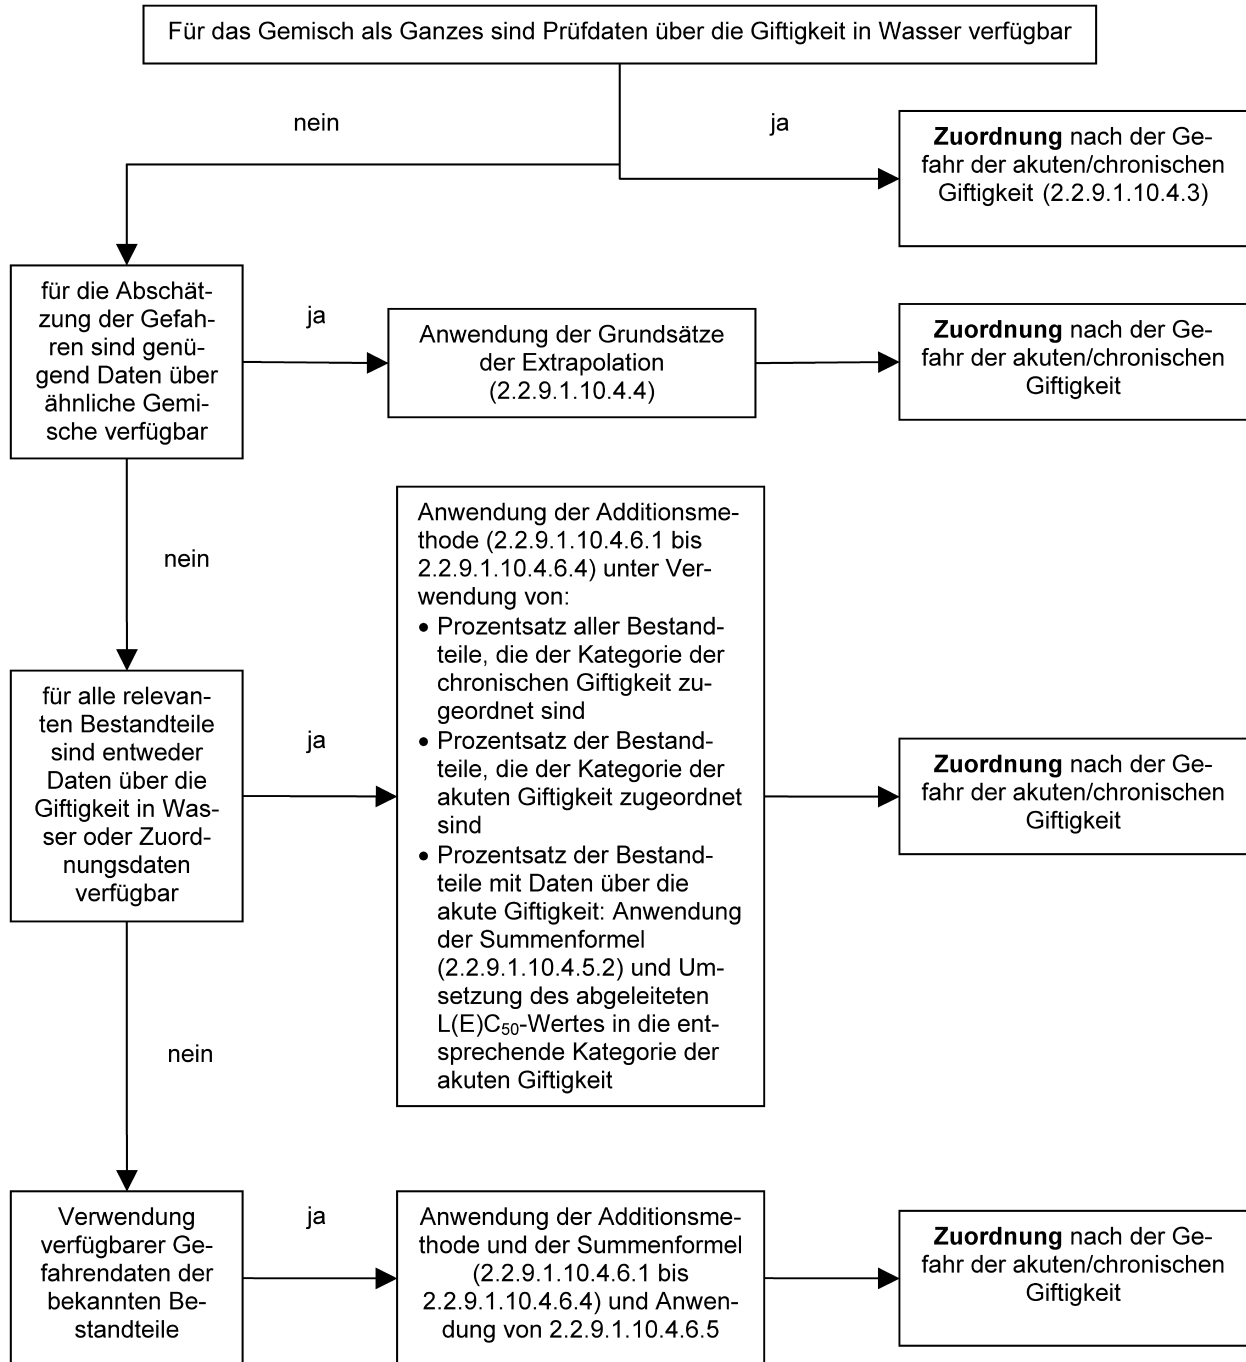 Für das Gemisch als Ganzes sind Prüfdaten über die Giftigkeit in Wasser verfügbar
nein
ja
Zuordnung nach der Ge-
fahr der akuten/chronischen
Giftigkeit (2.2.9.1.10.4.3)
für die Abschät-
zung der Gefah-
ren sind genü-
gend Daten über
ähnliche Gemi-
sche verfügbar
ja
Anwendung der Grundsätze
der Extrapolation
(2.2.9.1.10.4.4)
Zuordnung nach der Ge-
fahr der akuten/chronischen
Giftigkeit
nein
für alle relevan-
ten Bestandteile
sind entweder
Daten über die
Giftigkeit in Was-
ser oder Zuord-
nungsdaten
verfügbar
ja
Anwendung der Additionsme-
thode (2.2.9.1.10.4.6.1 bis
2.2.9.1.10.4.6.4) unter Ver-
wendung von:
• Prozentsatz aller Bestand-
teile, die der Kategorie der
chronischen Giftigkeit zu-
geordnet sind
• Prozentsatz der Bestand-
teile, die der Kategorie der
akuten Giftigkeit zugeordnet
sind
• Prozentsatz der Bestand-
teile mit Daten über die
akute Giftigkeit: Anwendung
der Summenformel
(2.2.9.1.10.4.5.2) und Um-
setzung des abgeleiteten
L(E)C₅₀-Wertes in die ent-
sprechende Kategorie der
akuten Giftigkeit
Zuordnung nach der Ge-
fahr der akuten/chronischen
Giftigkeit
nein
Verwendung
verfügbarer Ge-
fahrendaten der
bekannten Be-
standteile
ja
Anwendung der Additionsme-
thode und der Summenformel
(2.2.9.1.10.4.6.1 bis
2.2.9.1.10.4.6.4) und Anwen-
dung von 2.2.9.1.10.4.6.5
Zuordnung nach der Ge-
fahr der akuten/chronischen
Giftigkeit